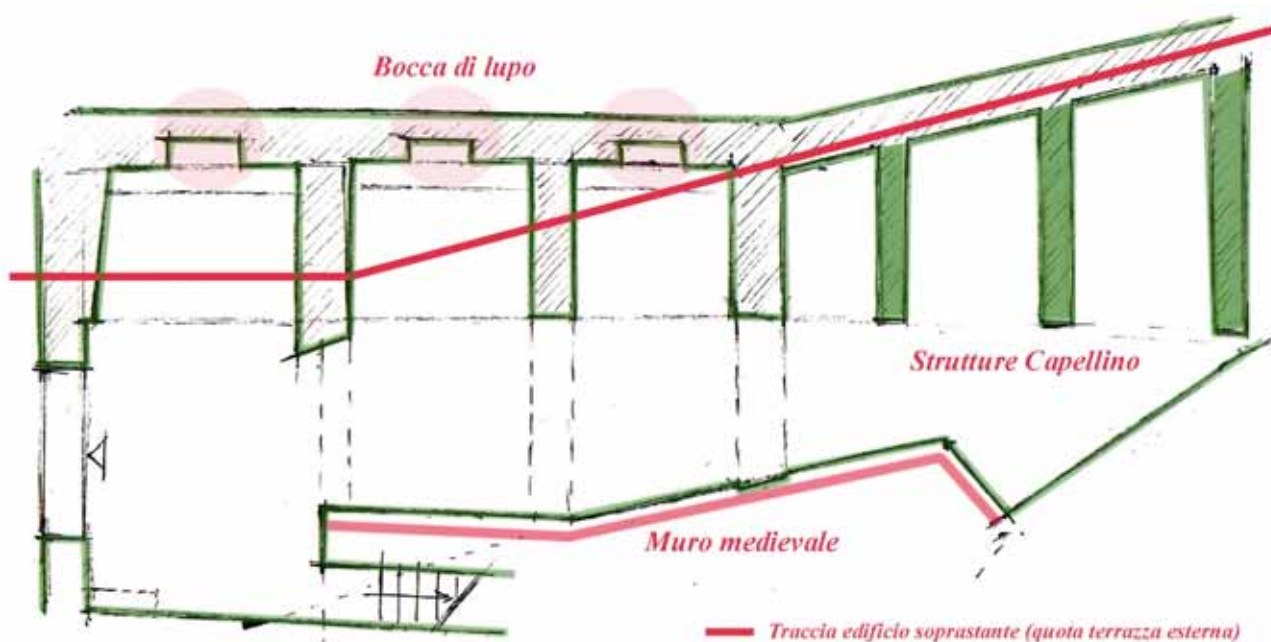 Bocca di lupo
Strutture Capellino
Muro medievale
Traccia edificio soprastante (quota terrazza esterna)